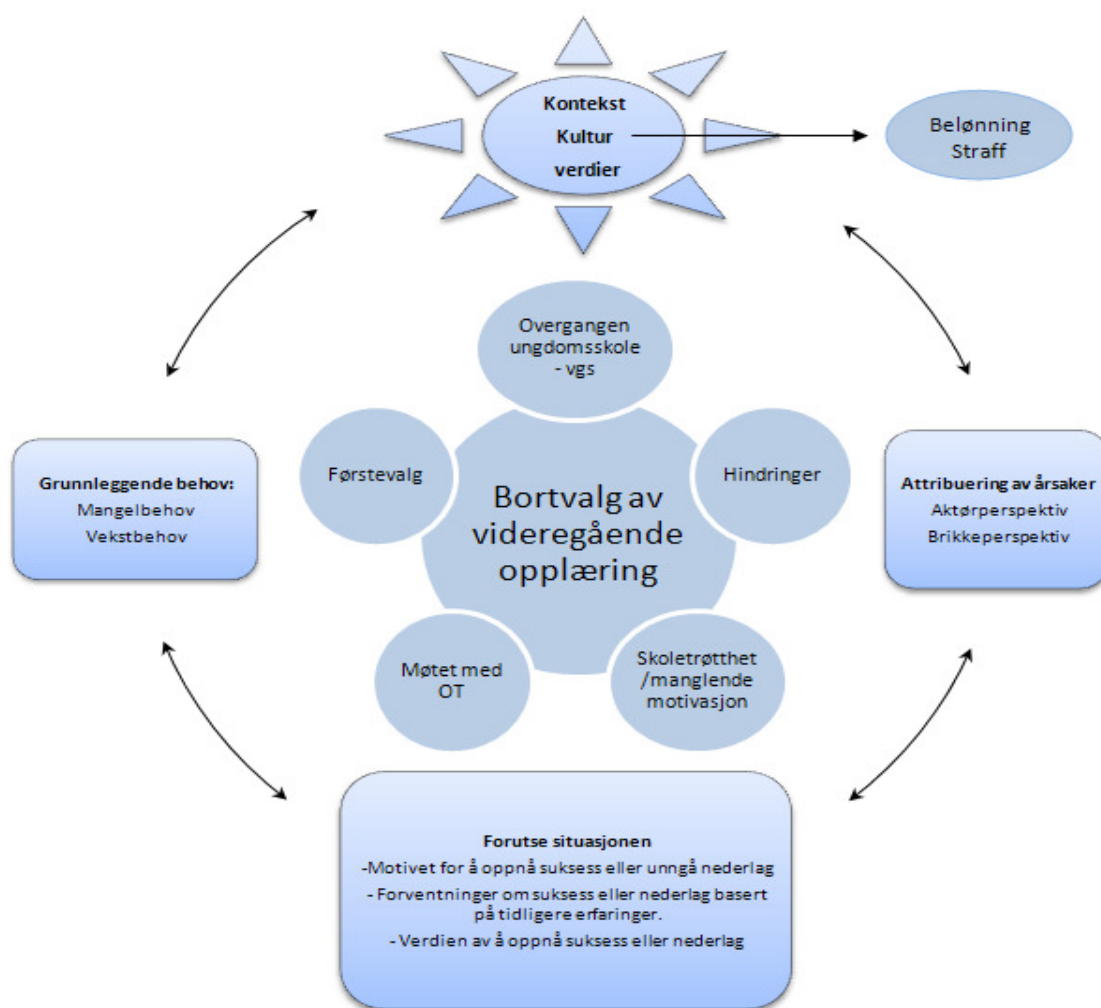 Kontekst
Kultur
verdier
Belønning
Straff
Overgangen
ungdomsskole
- vgs
Førstevalg
Hindringer
Bortvalg av
videregående
opplæring
Grunnleggende behov:
Mangelbehov
Vekstbehov
Attribuering av årsaker
Aktørperspektiv
Brikkeperspektiv
Møtet med
OT
Skoletrøtthet
/manglende
motivasjon
Forutse situasjonen
-Motivet for å oppnå suksess eller unngå nederlag
- Forventninger om suksess eller nederlag basert
på tidligere erfaringer.
- Verdien av å oppnå suksess eller nederlag